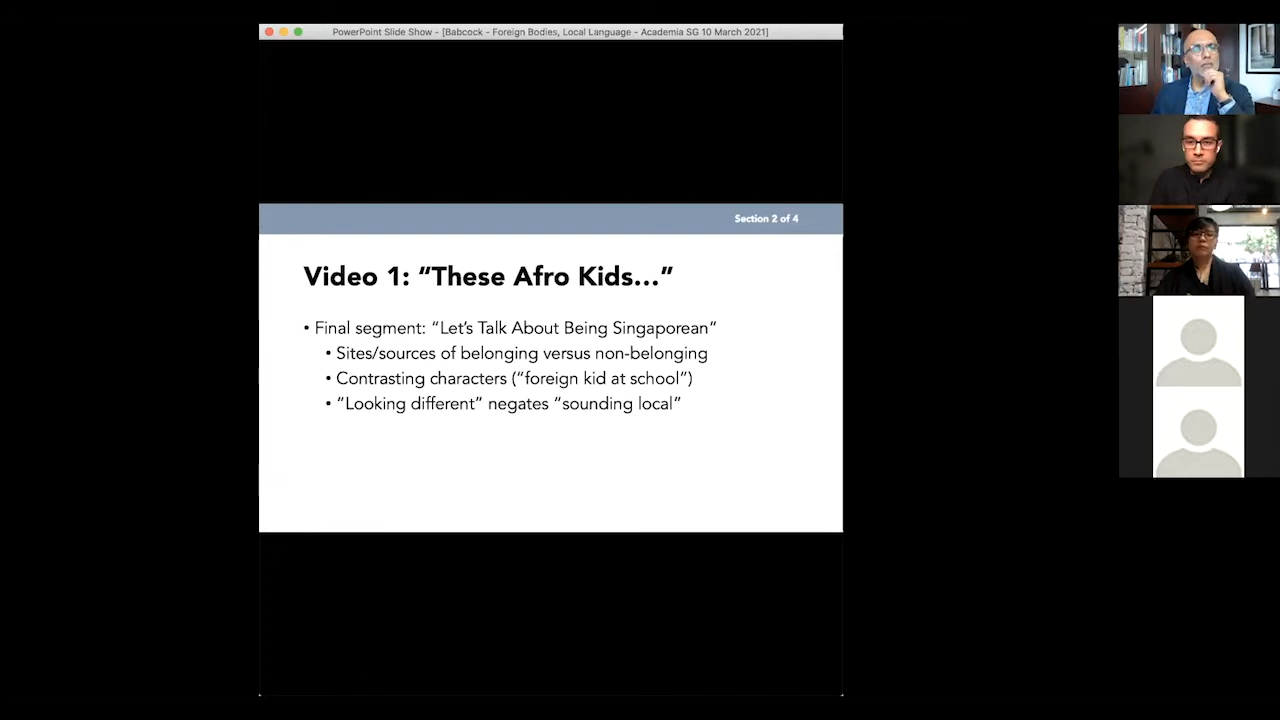 PowerPoint Slide Show - [Babcock - Foreign Bodies, Local Language - Academia SG 10 March 2021]
Section 2 of 4
Video 1: “These Afro Kids…”
• Final segment: “Let’s Talk About Being Singaporean”
• Sites/sources of belonging versus non-belonging
• Contrasting characters (“foreign kid at school”)
• “Looking different” negates “sounding local”